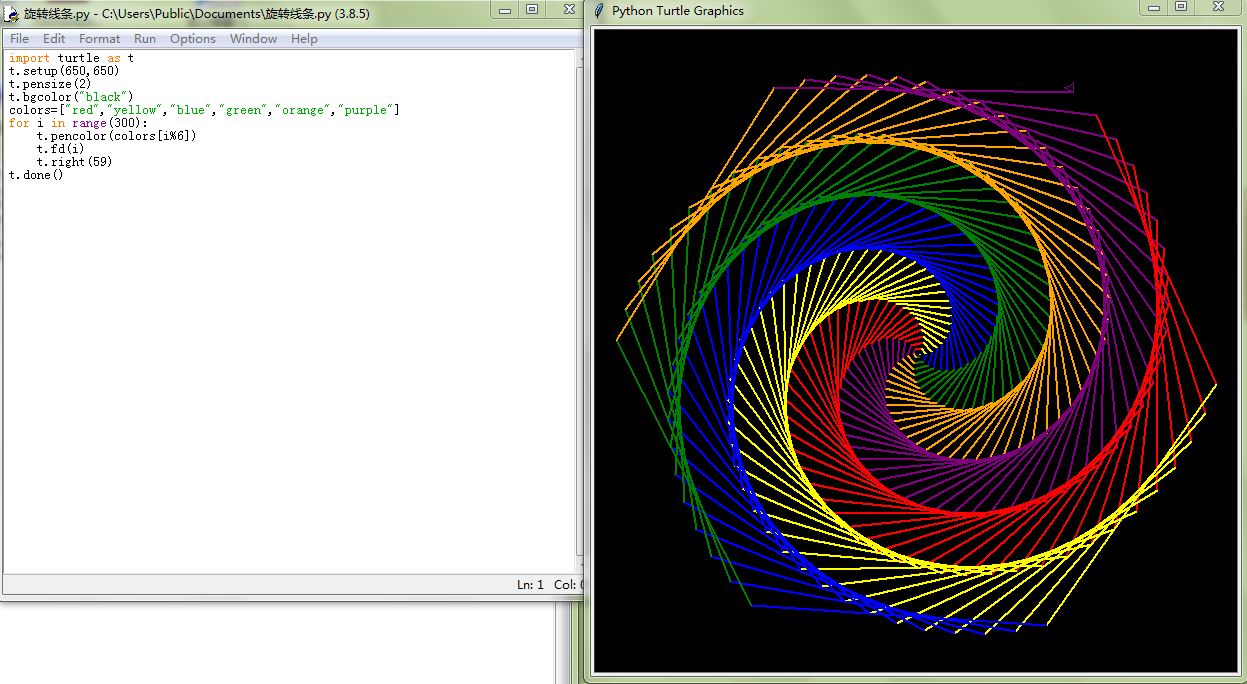 旋转线条.py - C:\Users\Public\Documents\旋转线条.py (3.8.5)
File Edit Format Run Options Window Help
import turtle as t
t.setup(650,650)
t.pensize(2)
t.bgcolor("black")
colors=["red","yellow","blue","green","orange","purple"]
for i in range(300):
    t.pencolor(colors[i%6])
    t.fd(i)
    t.right(59)
t.done()
Ln: 1 Col:
Python Turtle Graphics